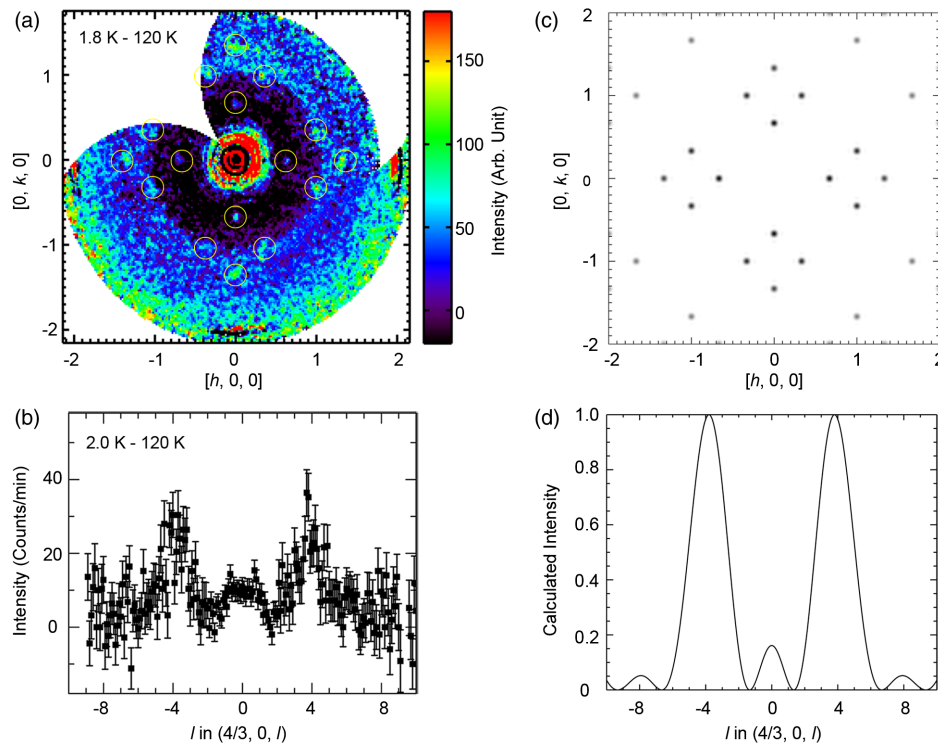 (a)
1.8 K - 120 K
1
0
-1
-2
[0, k, 0]
-2
-1
0
1
2
[h, 0, 0]
150
100
50
0
Intensity (Arb. Unit)
(c)
2
1
0
-1
-2
[0, k, 0]
-2
-1
0
1
2
[h, 0, 0]
(b)
2.0 K - 120 K
40
20
0
Intensity (Counts/min)
-8
-4
0
4
8
l in (4/3, 0, l)
(d)
1.0
0.8
0.6
0.4
0.2
0
Calculated Intensity
-8
-4
0
4
8
l in (4/3, 0, l)